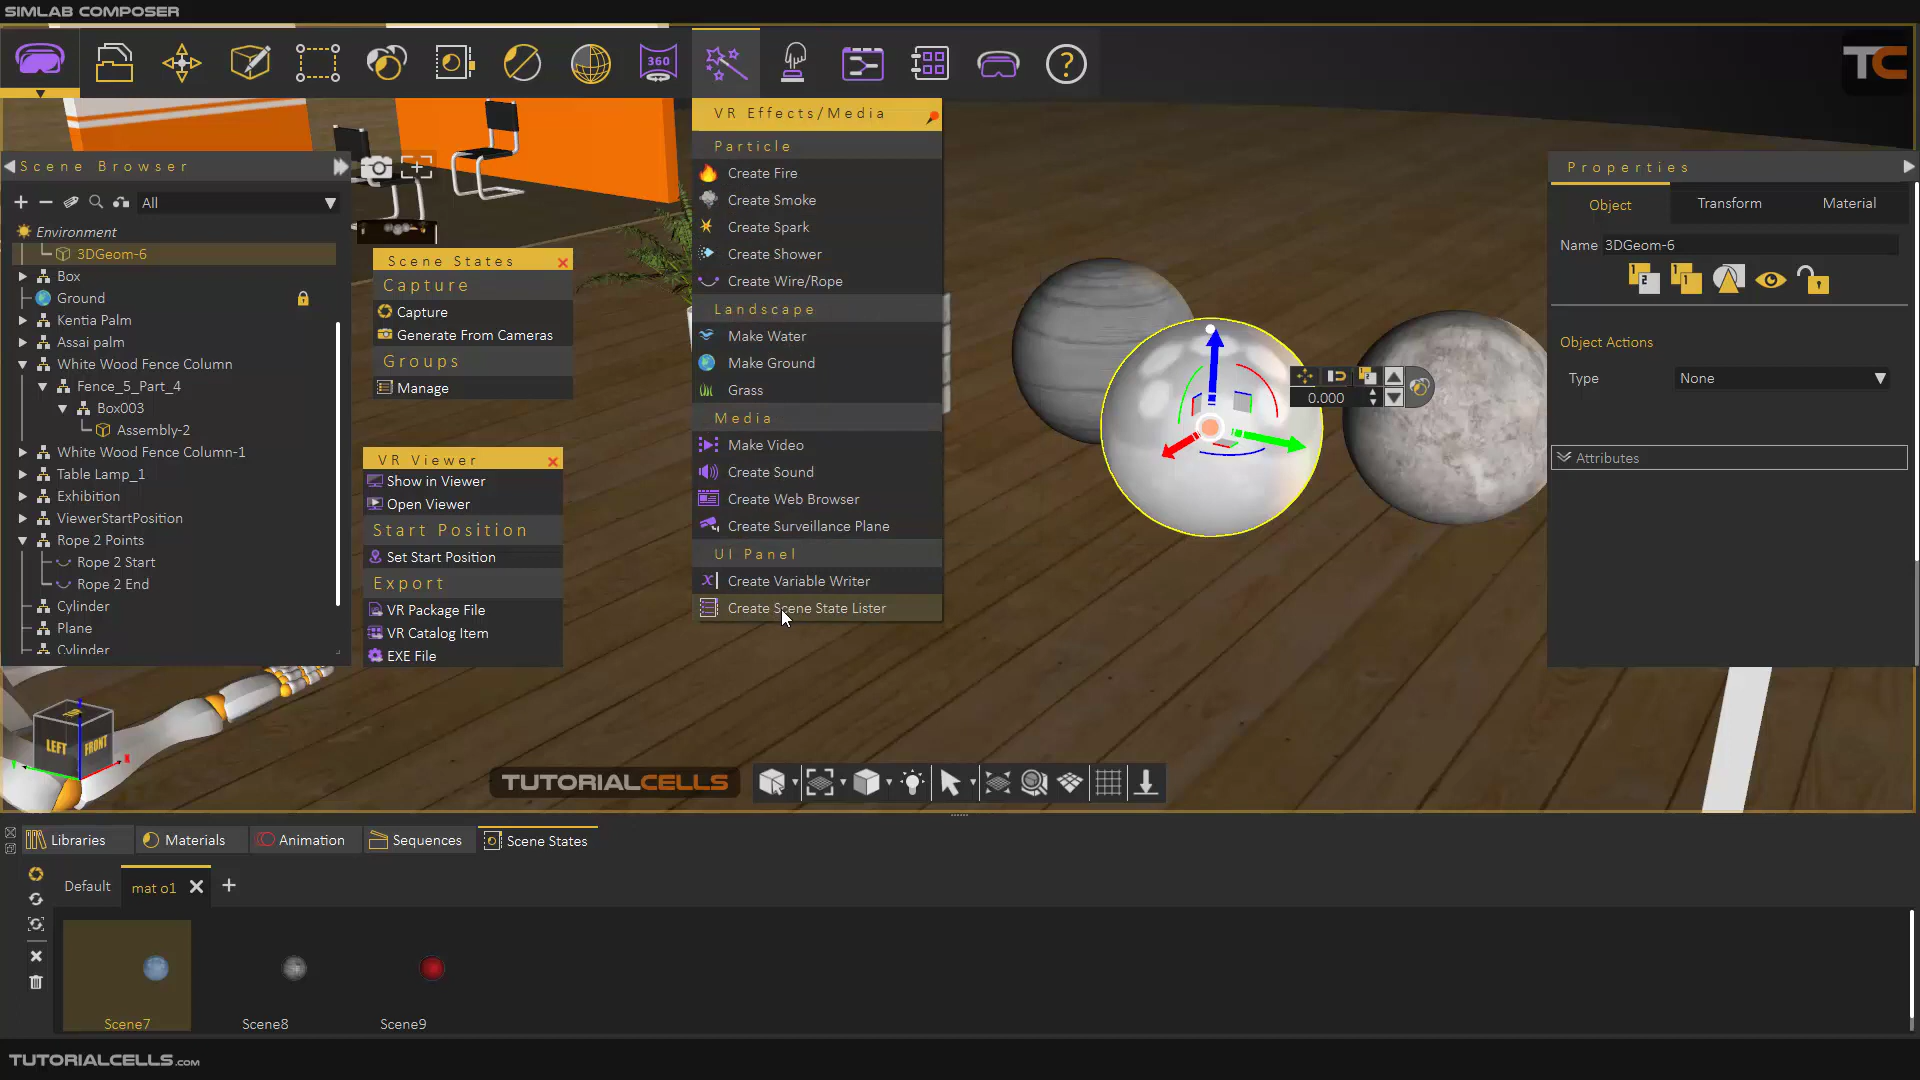 SIMLAB COMPOSER
360
TC
VR Effects/Media
Particle
Create Fire
Create Smoke
Create Spark
Create Shower
Create Wire/Rope
Landscape
Make Water
Make Ground
Grass
Media
Make Video
Create Sound
Create Web Browser
Create Surveillance Plane
UI Panel
Create Variable Writer
Create Scene State Lister
Scene Browser
All
Environment
3DGeom-6
Box
Ground
Kentia Palm
Assai palm
White Wood Fence Column
Fence_5_Part_4
Box003
Assembly-2
White Wood Fence Column-1
Table Lamp_1
Exhibition
ViewerStartPosition
Rope 2 Points
Rope 2 Start
Rope 2 End
Cylinder
Plane
Cylinder
Scene States
Capture
Capture
Generate From Cameras
Groups
Manage
VR Viewer
Show in Viewer
Open Viewer
Start Position
Set Start Position
Export
VR Package File
VR Catalog Item
EXE File
0.000
Properties
Object
Transform
Material
Name 3DGeom-6
Object Actions
Type None
Attributes
LEFT
FRONT
TUTORIALCELLS
Libraries
Materials
Animation
Sequences
Scene States
Default
mat o1
Scene7
Scene8
Scene9
TUTORIALCELLS.COM